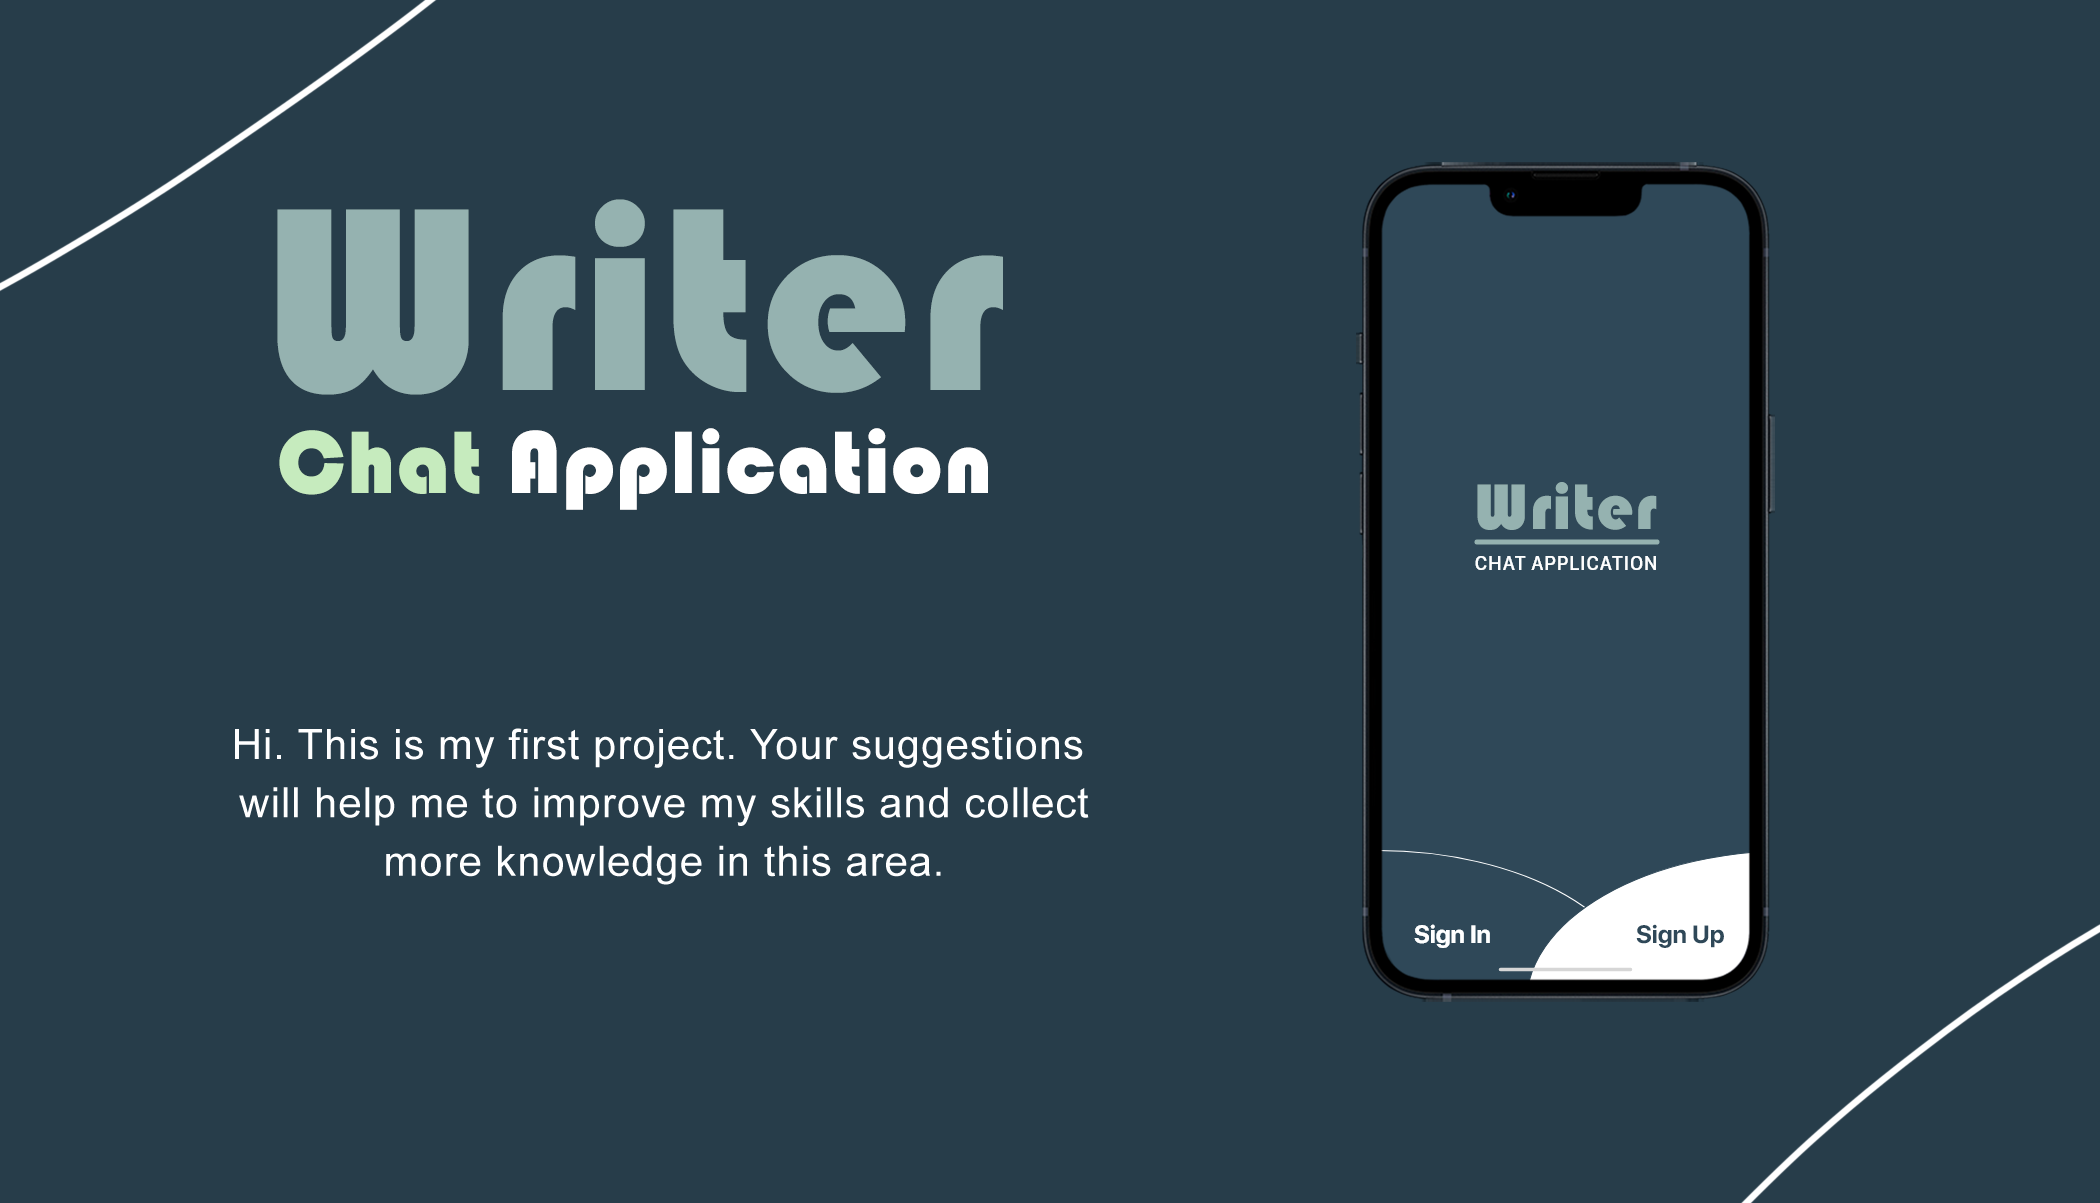 Writer
Chat Application
Hi. This is my first project. Your suggestions
will help me to improve my skills and collect
more knowledge in this area.
Writer
CHAT APPLICATION
Sign In
Sign Up